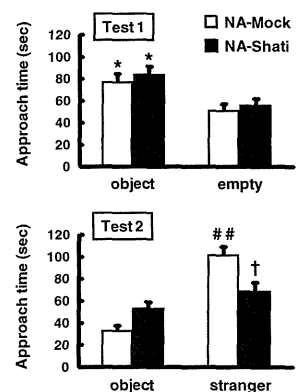 Test 1
NA-Mock
NA-Shati
Approach time (sec)
120
100
80
60
40
20
0
* *
object empty
Test 2
Approach time (sec)
120
100
80
60
40
20
0
##
†
object stranger